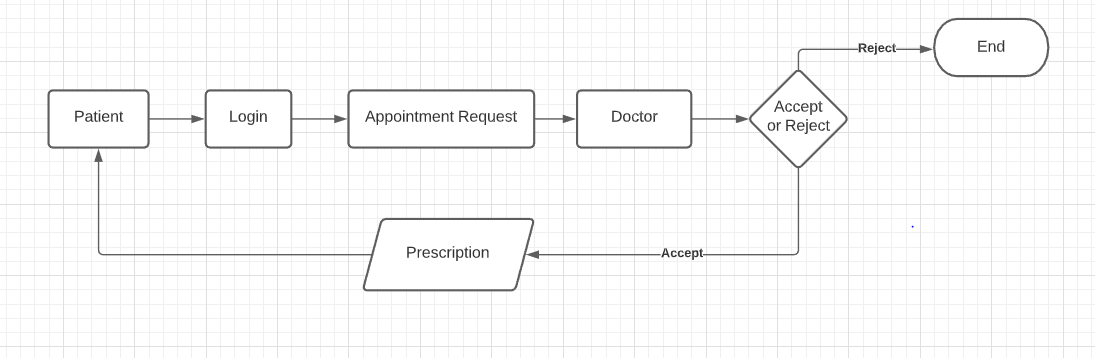 Reject
End
Patient
Login
Appointment Request
Doctor
Accept
or Reject
Prescription
Accept